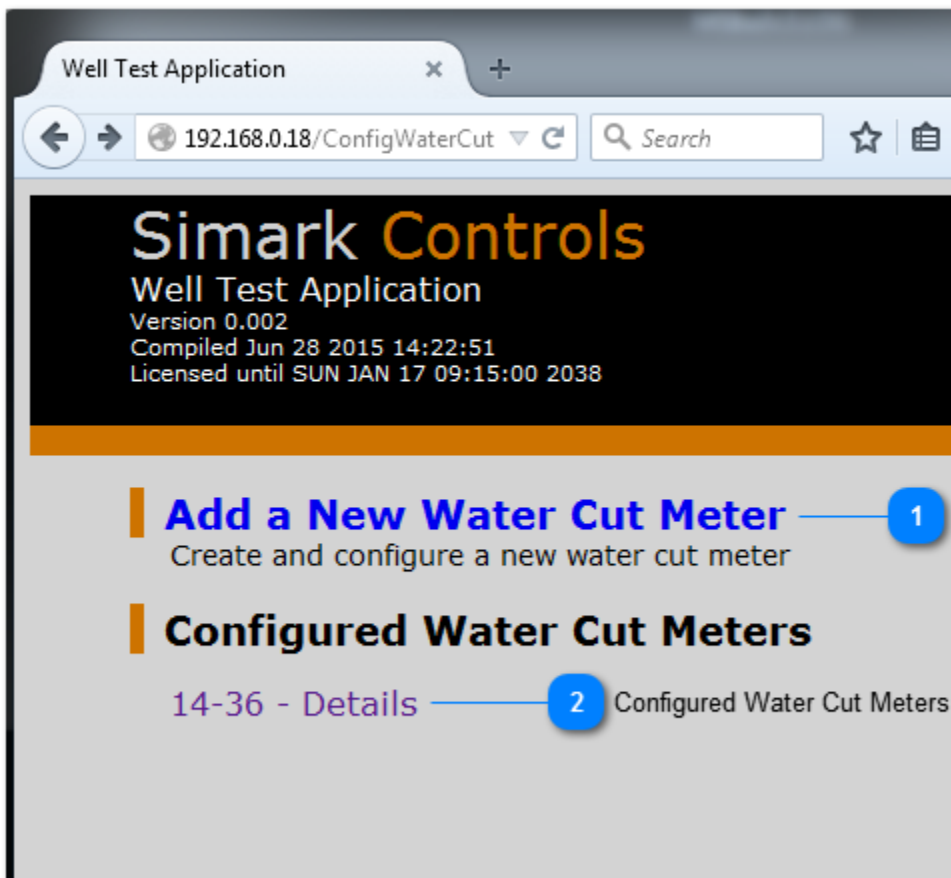 Well Test Application
192.168.0.18/ConfigWaterCut
Search
Simark Controls
Well Test Application
Version 0.002
Compiled Jun 28 2015 14:22:51
Licensed until SUN JAN 17 09:15:00 2038
Add a New Water Cut Meter
1
Create and configure a new water cut meter
Configured Water Cut Meters
14-36 - Details
2
Configured Water Cut Meters